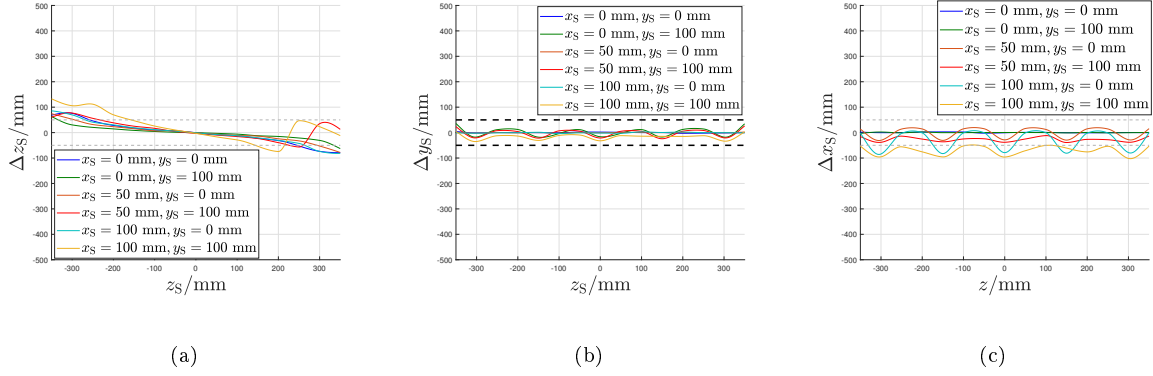 500
400
300
200
100
0
-100
-200
-300
-400
-500
-300
-200
-100
0
100
200
300
Δz_S/mm
z_S/mm
x_S = 0 mm, y_S = 0 mm
x_S = 0 mm, y_S = 100 mm
x_S = 50 mm, y_S = 0 mm
x_S = 50 mm, y_S = 100 mm
x_S = 100 mm, y_S = 0 mm
x_S = 100 mm, y_S = 100 mm
(a)
500
400
300
200
100
0
-100
-200
-300
-400
-500
-300
-200
-100
0
100
200
300
Δy_S/mm
z_S/mm
x_S = 0 mm, y_S = 0 mm
x_S = 0 mm, y_S = 100 mm
x_S = 50 mm, y_S = 0 mm
x_S = 50 mm, y_S = 100 mm
x_S = 100 mm, y_S = 0 mm
x_S = 100 mm, y_S = 100 mm
(b)
500
400
300
200
100
0
-100
-200
-300
-400
-500
-300
-200
-100
0
100
200
300
Δx_S/mm
z/mm
x_S = 0 mm, y_S = 0 mm
x_S = 0 mm, y_S = 100 mm
x_S = 50 mm, y_S = 0 mm
x_S = 50 mm, y_S = 100 mm
x_S = 100 mm, y_S = 0 mm
x_S = 100 mm, y_S = 100 mm
(c)